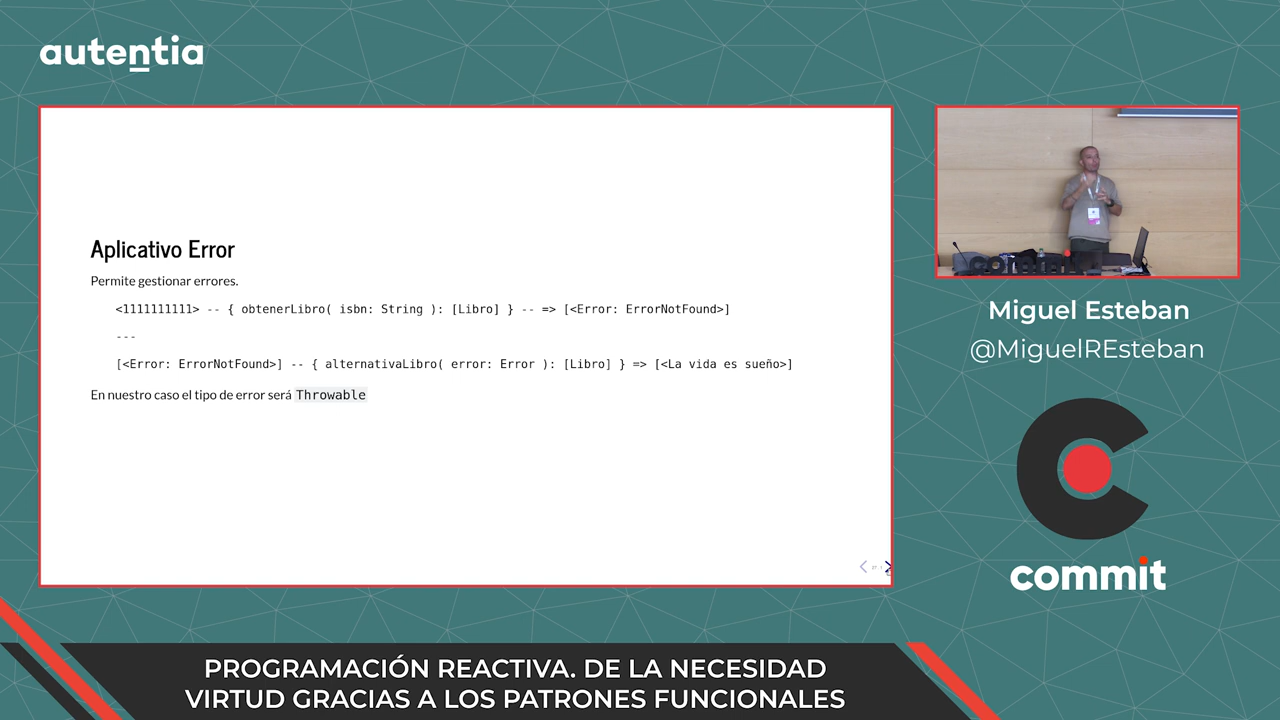 autentia
Aplicativo Error
Permite gestionar errores.
<1111111111> -- { obtenerLibro( isbn: String ): [Libro] } -- => [<Error: ErrorNotFound>]
---
[<Error: ErrorNotFound>] -- { alternativaLibro( error: Error ): [Libro] } => [<La vida es sueño>]
En nuestro caso el tipo de error será Throwable
commit
Miguel Esteban
@MiguelREsteban
commit
PROGRAMACIÓN REACTIVA. DE LA NECESIDAD
VIRTUD GRACIAS A LOS PATRONES FUNCIONALES